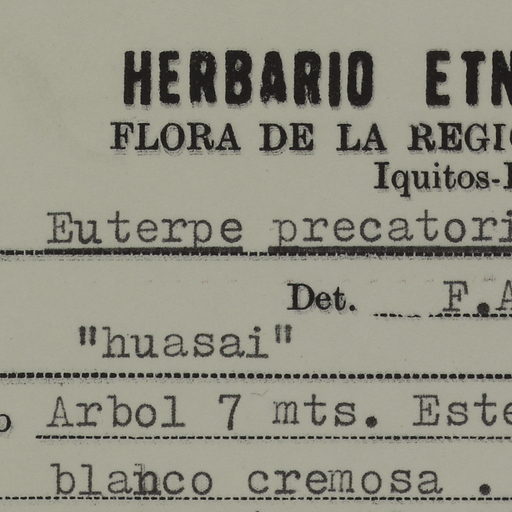 HERBARIO ETN
FLORA DE LA REGIO
Iquitos-
Euterpe precatori
Det. F.A
"huasai"
o Arbol 7 mts. Este
blanco cremosa .